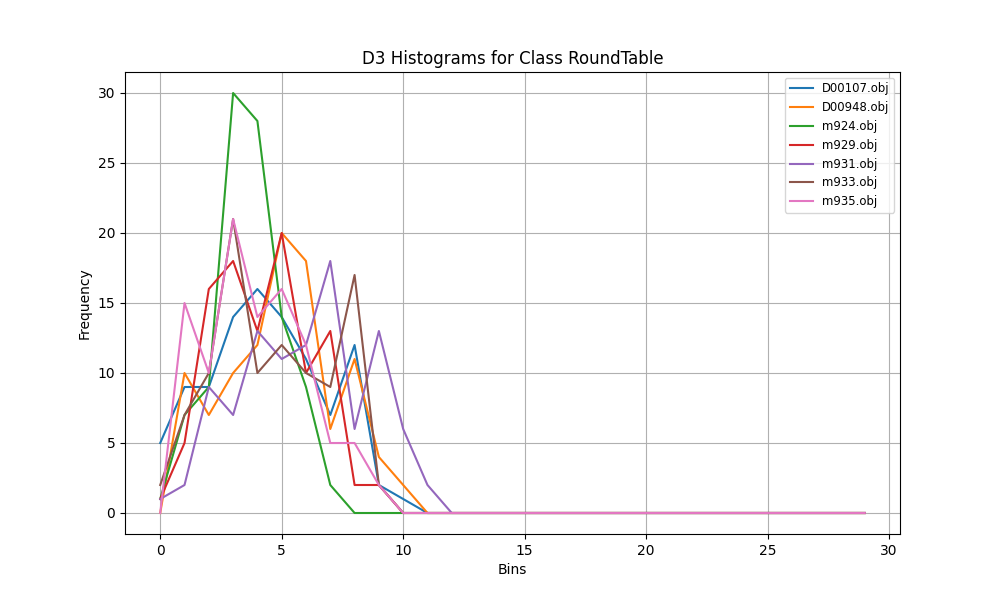 D3 Histograms for Class RoundTable
D00107.obj
D00948.obj
m924.obj
m929.obj
m931.obj
m933.obj
m935.obj
Frequency
30
25
20
15
10
5
0
0 5 10 15 20 25 30
Bins